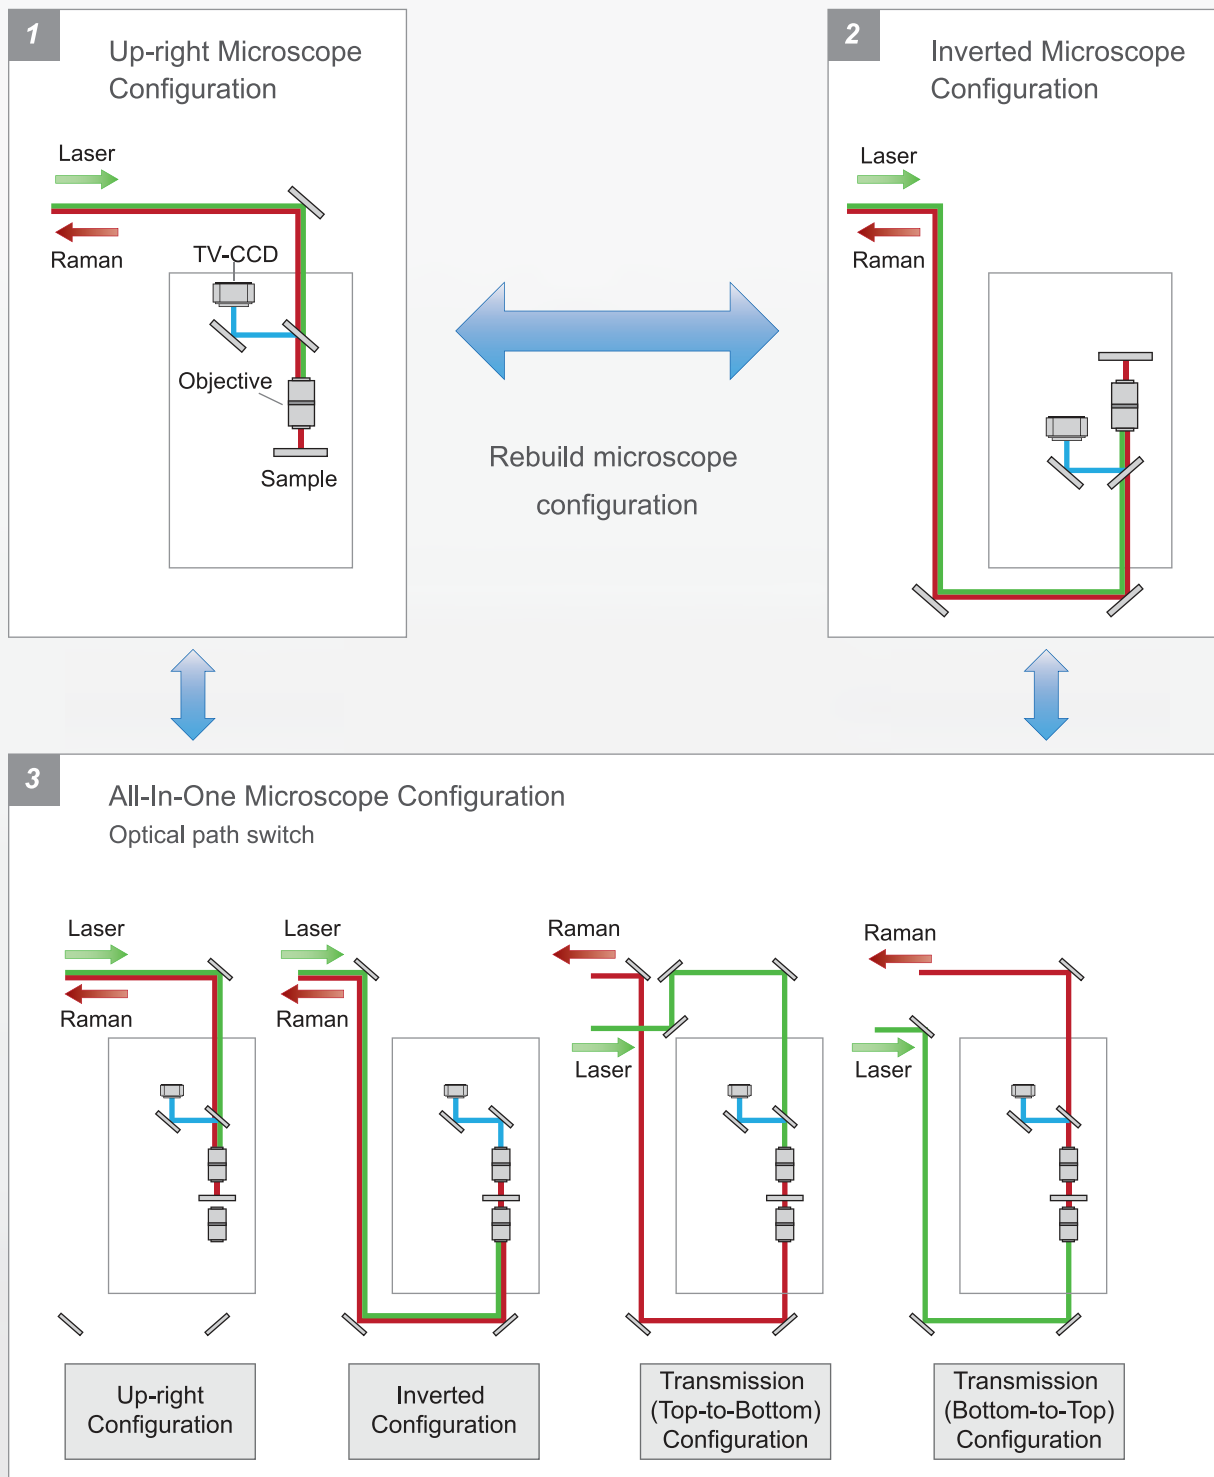 1
Up-right Microscope
Configuration
Laser
Raman
TV-CCD
Objective
Sample
Rebuild microscope
configuration
2
Inverted Microscope
Configuration
Laser
Raman
3
All-In-One Microscope Configuration
Optical path switch
Laser
Raman
Up-right
Configuration
Laser
Raman
Inverted
Configuration
Raman
Laser
Transmission
(Top-to-Bottom)
Configuration
Raman
Laser
Transmission
(Bottom-to-Top)
Configuration